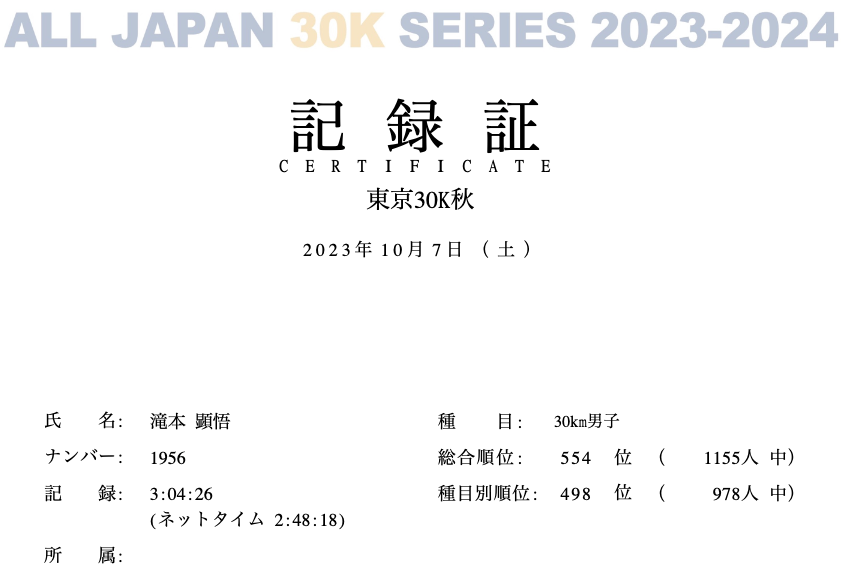 ALL JAPAN 30K SERIES 2023-2024
記録証
CERTIFICATE
東京30K秋
2023年10月7日（土）
氏 名: 滝本 顕悟
ナンバー: 1956
記 録: 3:04:26
(ネットタイム 2:48:18)
所 属:
種 目: 30km男子
総合順位: 554 位 ( 1155人 中)
種目別順位: 498 位 ( 978人 中)